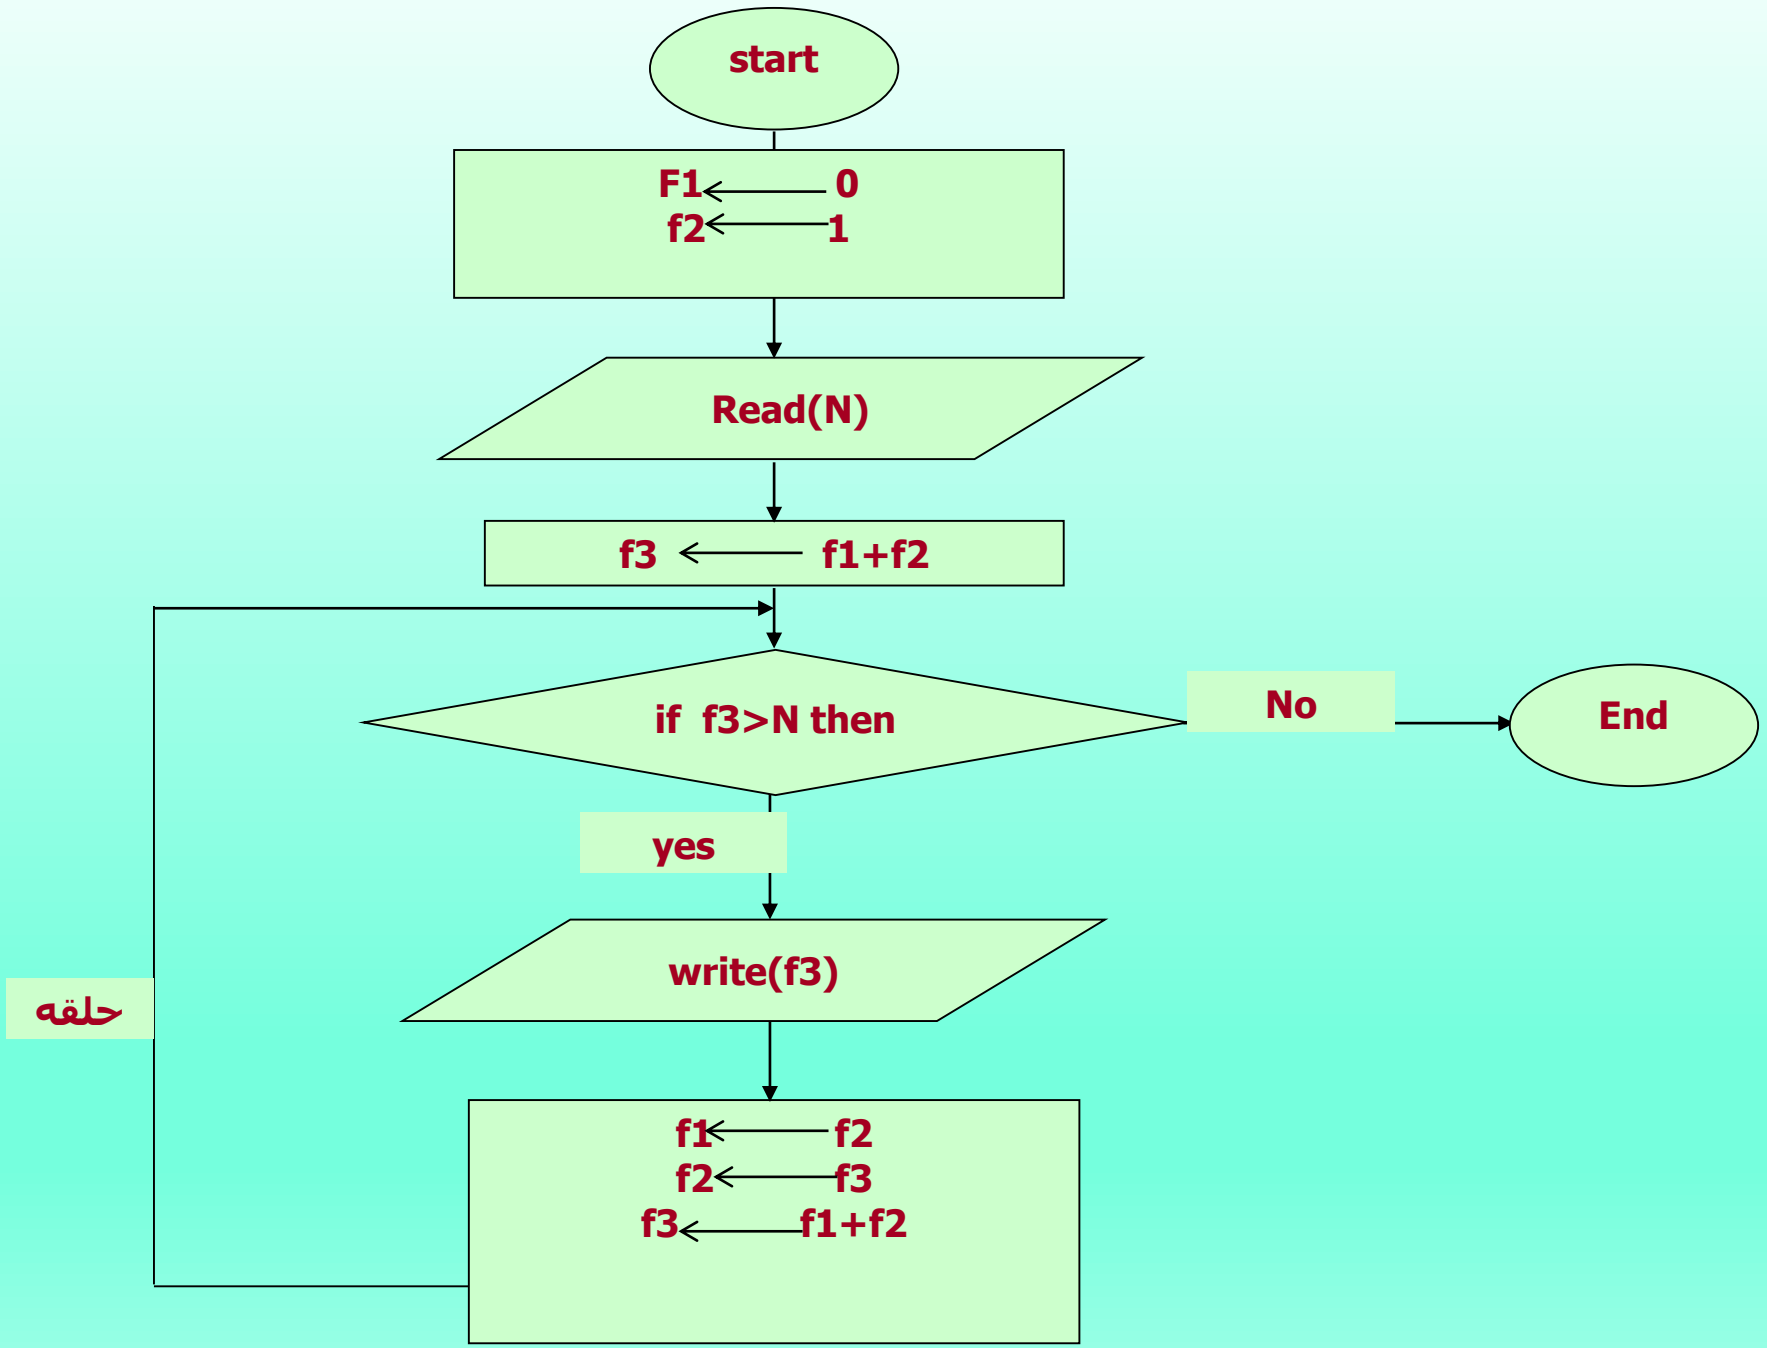 start
F1 0
f2 1
Read(N)
f3 f1+f2
if f3>N then
No
End
yes
write(f3)
حلقه
f1 f2
f2 f3
f3 f1+f2